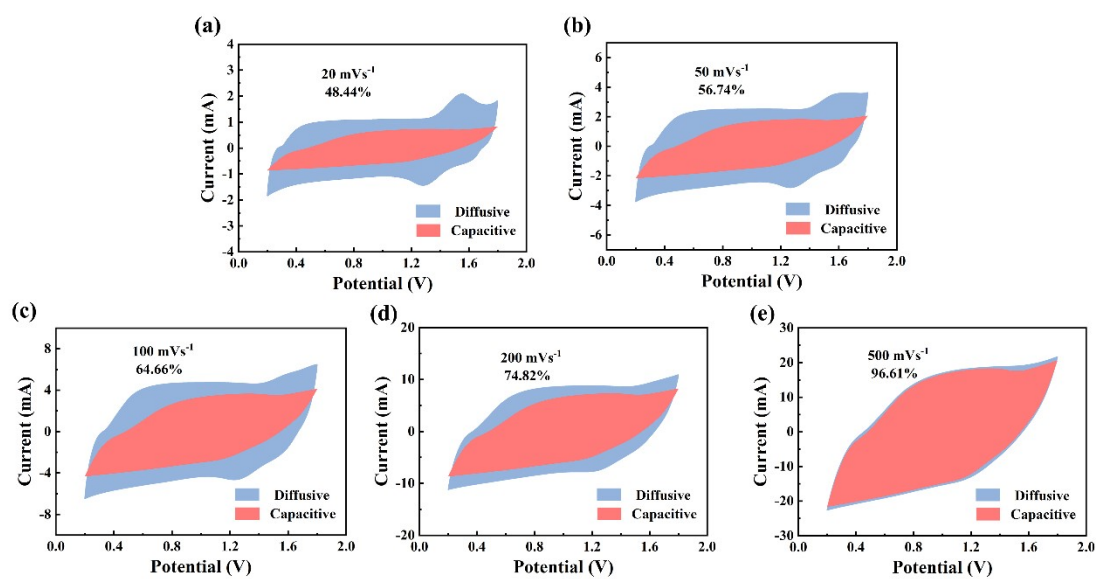 (a)
4
3
2
1
0
-1
-2
-3
-4
Current (mA)
20 mVs⁻¹
48.44%
Diffusive
Capacitive
0.0 0.4 0.8 1.2 1.6 2.0
Potential (V)
(b)
6
4
2
0
-2
-4
-6
Current (mA)
50 mVs⁻¹
56.74%
Diffusive
Capacitive
0.0 0.4 0.8 1.2 1.6 2.0
Potential (V)
(c)
8
4
0
-4
-8
Current (mA)
100 mVs⁻¹
64.66%
Diffusive
Capacitive
0.0 0.4 0.8 1.2 1.6 2.0
Potential (V)
(d)
20
10
0
-10
-20
Current (mA)
200 mVs⁻¹
74.82%
Diffusive
Capacitive
0.0 0.4 0.8 1.2 1.6 2.0
Potential (V)
(e)
30
20
10
0
-10
-20
-30
Current (mA)
500 mVs⁻¹
96.61%
Diffusive
Capacitive
0.0 0.4 0.8 1.2 1.6 2.0
Potential (V)